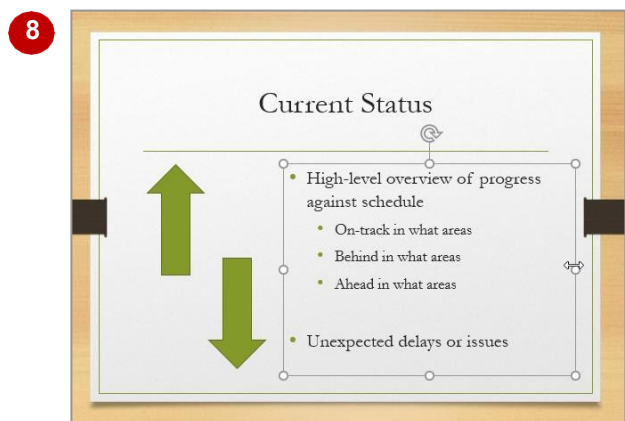 8
Current Status
• High-level overview of progress
against schedule
• On-track in what areas
• Behind in what areas
• Ahead in what areas
• Unexpected delays or issues